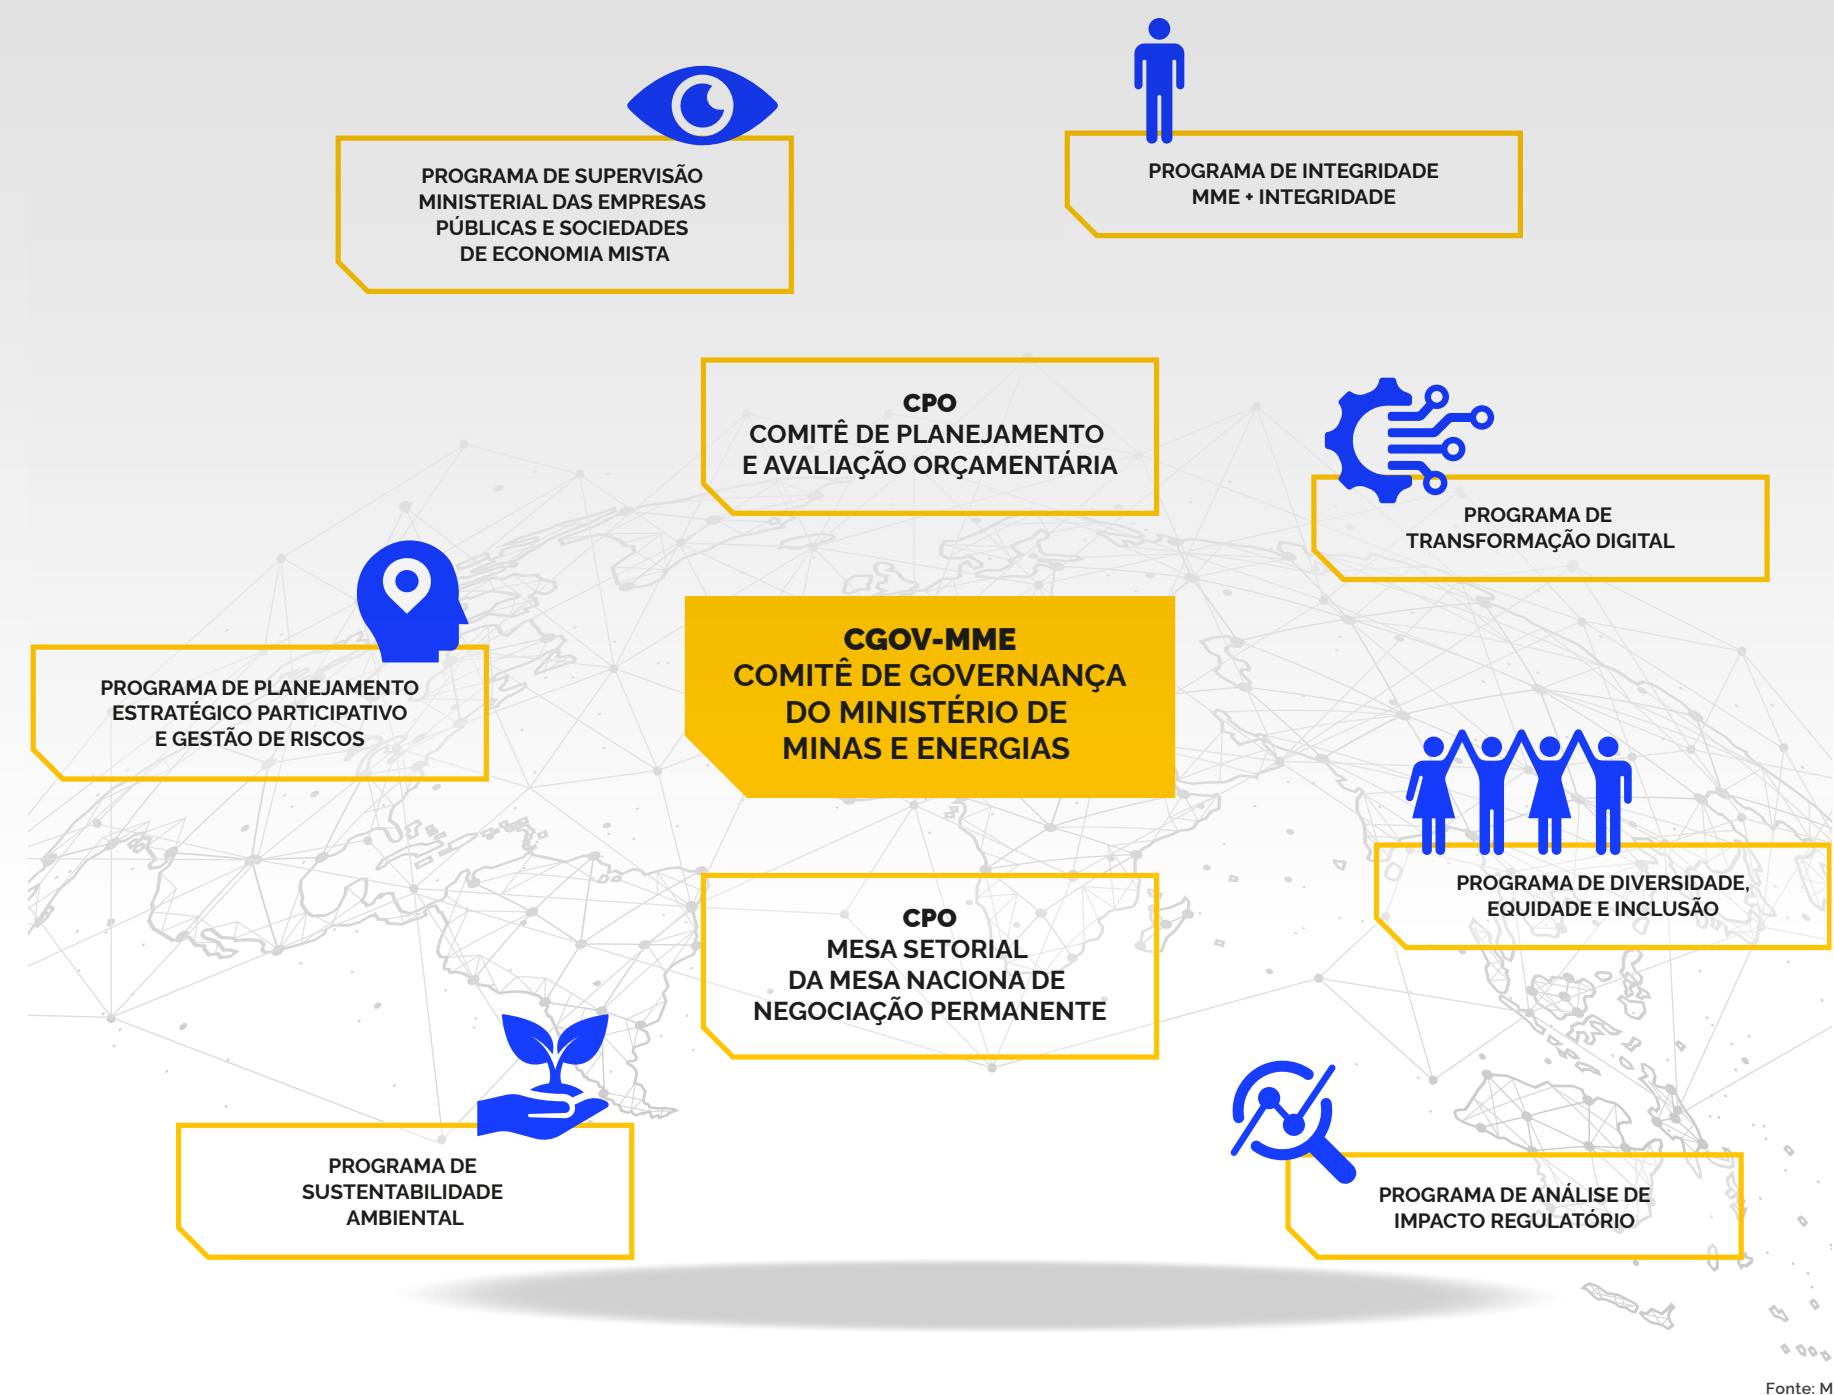 PROGRAMA DE SUPERVISÃO
MINISTERIAL DAS EMPRESAS
PÚBLICAS E SOCIEDADES
DE ECONOMIA MISTA
PROGRAMA DE INTEGRIDADE
MME + INTEGRIDADE
CPO
COMITÊ DE PLANEJAMENTO
E AVALIAÇÃO ORÇAMENTÁRIA
PROGRAMA DE
TRANSFORMAÇÃO DIGITAL
PROGRAMA DE PLANEJAMENTO
ESTRATÉGICO PARTICIPATIVO
E GESTÃO DE RISCOS
CGOV-MME
COMITÊ DE GOVERNANÇA
DO MINISTÉRIO DE
MINAS E ENERGIAS
PROGRAMA DE DIVERSIDADE,
EQUIDADE E INCLUSÃO
CPO
MESA SETORIAL
DA MESA NACIONA DE
NEGOCIAÇÃO PERMANENTE
PROGRAMA DE
SUSTENTABILIDADE
AMBIENTAL
PROGRAMA DE ANÁLISE DE
IMPACTO REGULATÓRIO
Fonte: M